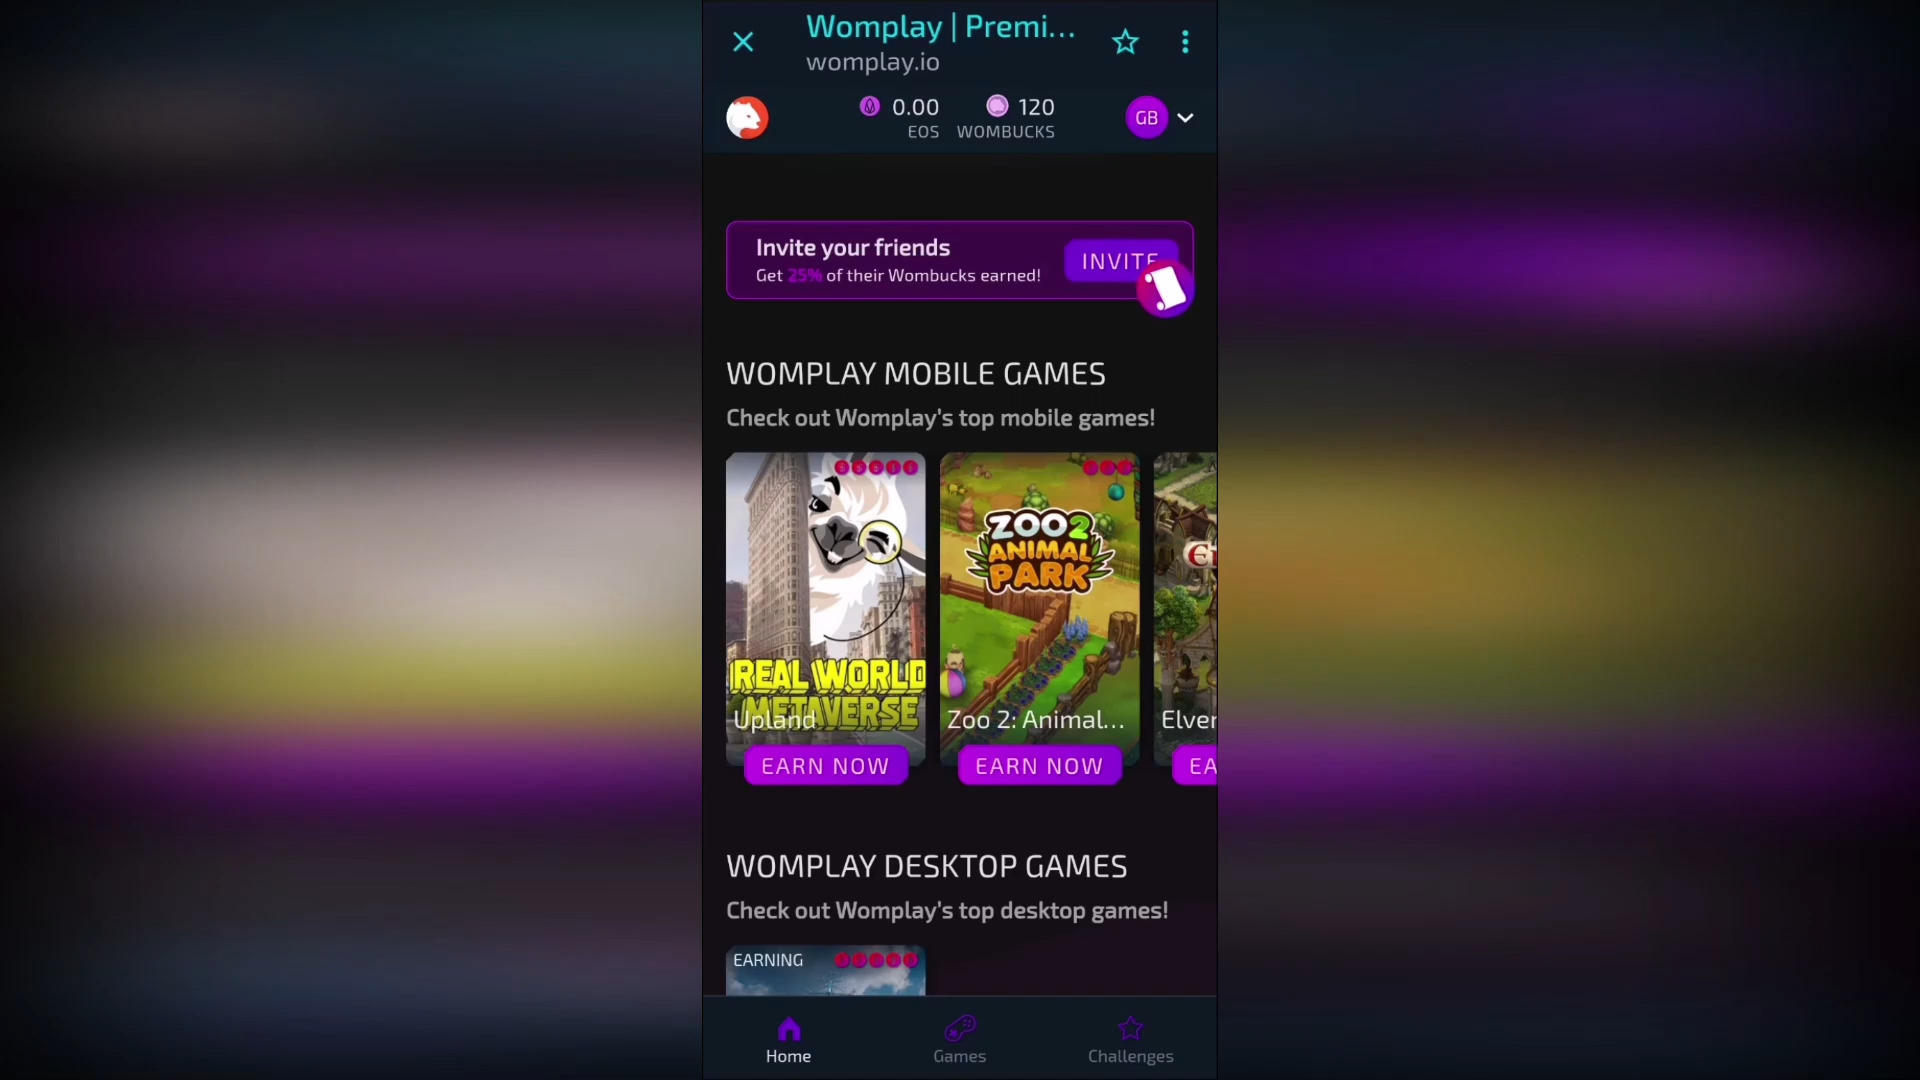 Womplay | Premi...
womplay.io
0.00
EOS
120
WOMBUCKS
GB
Invite your friends
Get 25% of their Wombucks earned!
INVITE
WOMPLAY MOBILE GAMES
Check out Womplay's top mobile games!
REAL WORLD
METAVERSE
Upland
EARN NOW
ZOO 2
ANIMAL
PARK
Zoo 2: Animal...
EARN NOW
El
Elver
EA
WOMPLAY DESKTOP GAMES
Check out Womplay's top desktop games!
EARNING
Home
Games
Challenges